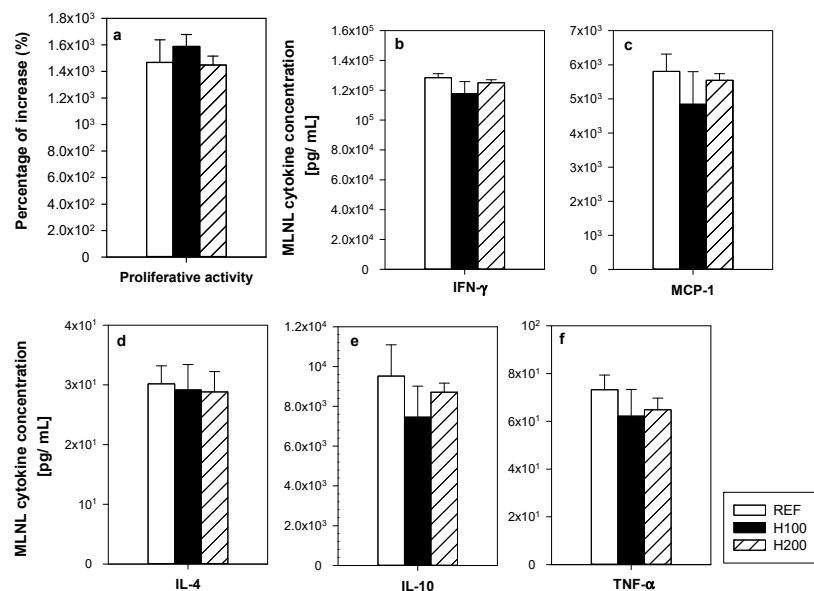 a
Percentage of increase (%)
1.8x10³
1.6x10³
1.4x10³
1.2x10³
1.0x10³
8.0x10²
6.0x10²
4.0x10²
2.0x10²
0
Proliferative activity
b
MLNL cytokine concentration
[pg/ mL]
1.6x10⁵
1.4x10⁵
1.2x10⁵
10⁵
8.0x10⁴
6.0x10⁴
4.0x10⁴
2.0x10⁴
0
IFN-γ
c
7x10³
6x10³
5x10³
4x10³
3x10³
2x10³
10³
0
MCP-1
d
MLNL cytokine concentration
[pg/ mL]
4x10¹
3x10¹
2x10¹
10¹
0
IL-4
e
1.2x10⁴
10⁴
8.0x10³
6.0x10³
4.0x10³
2.0x10³
0
IL-10
f
10²
8x10¹
6x10¹
4x10¹
2x10¹
0
TNF-α
REF
H100
H200